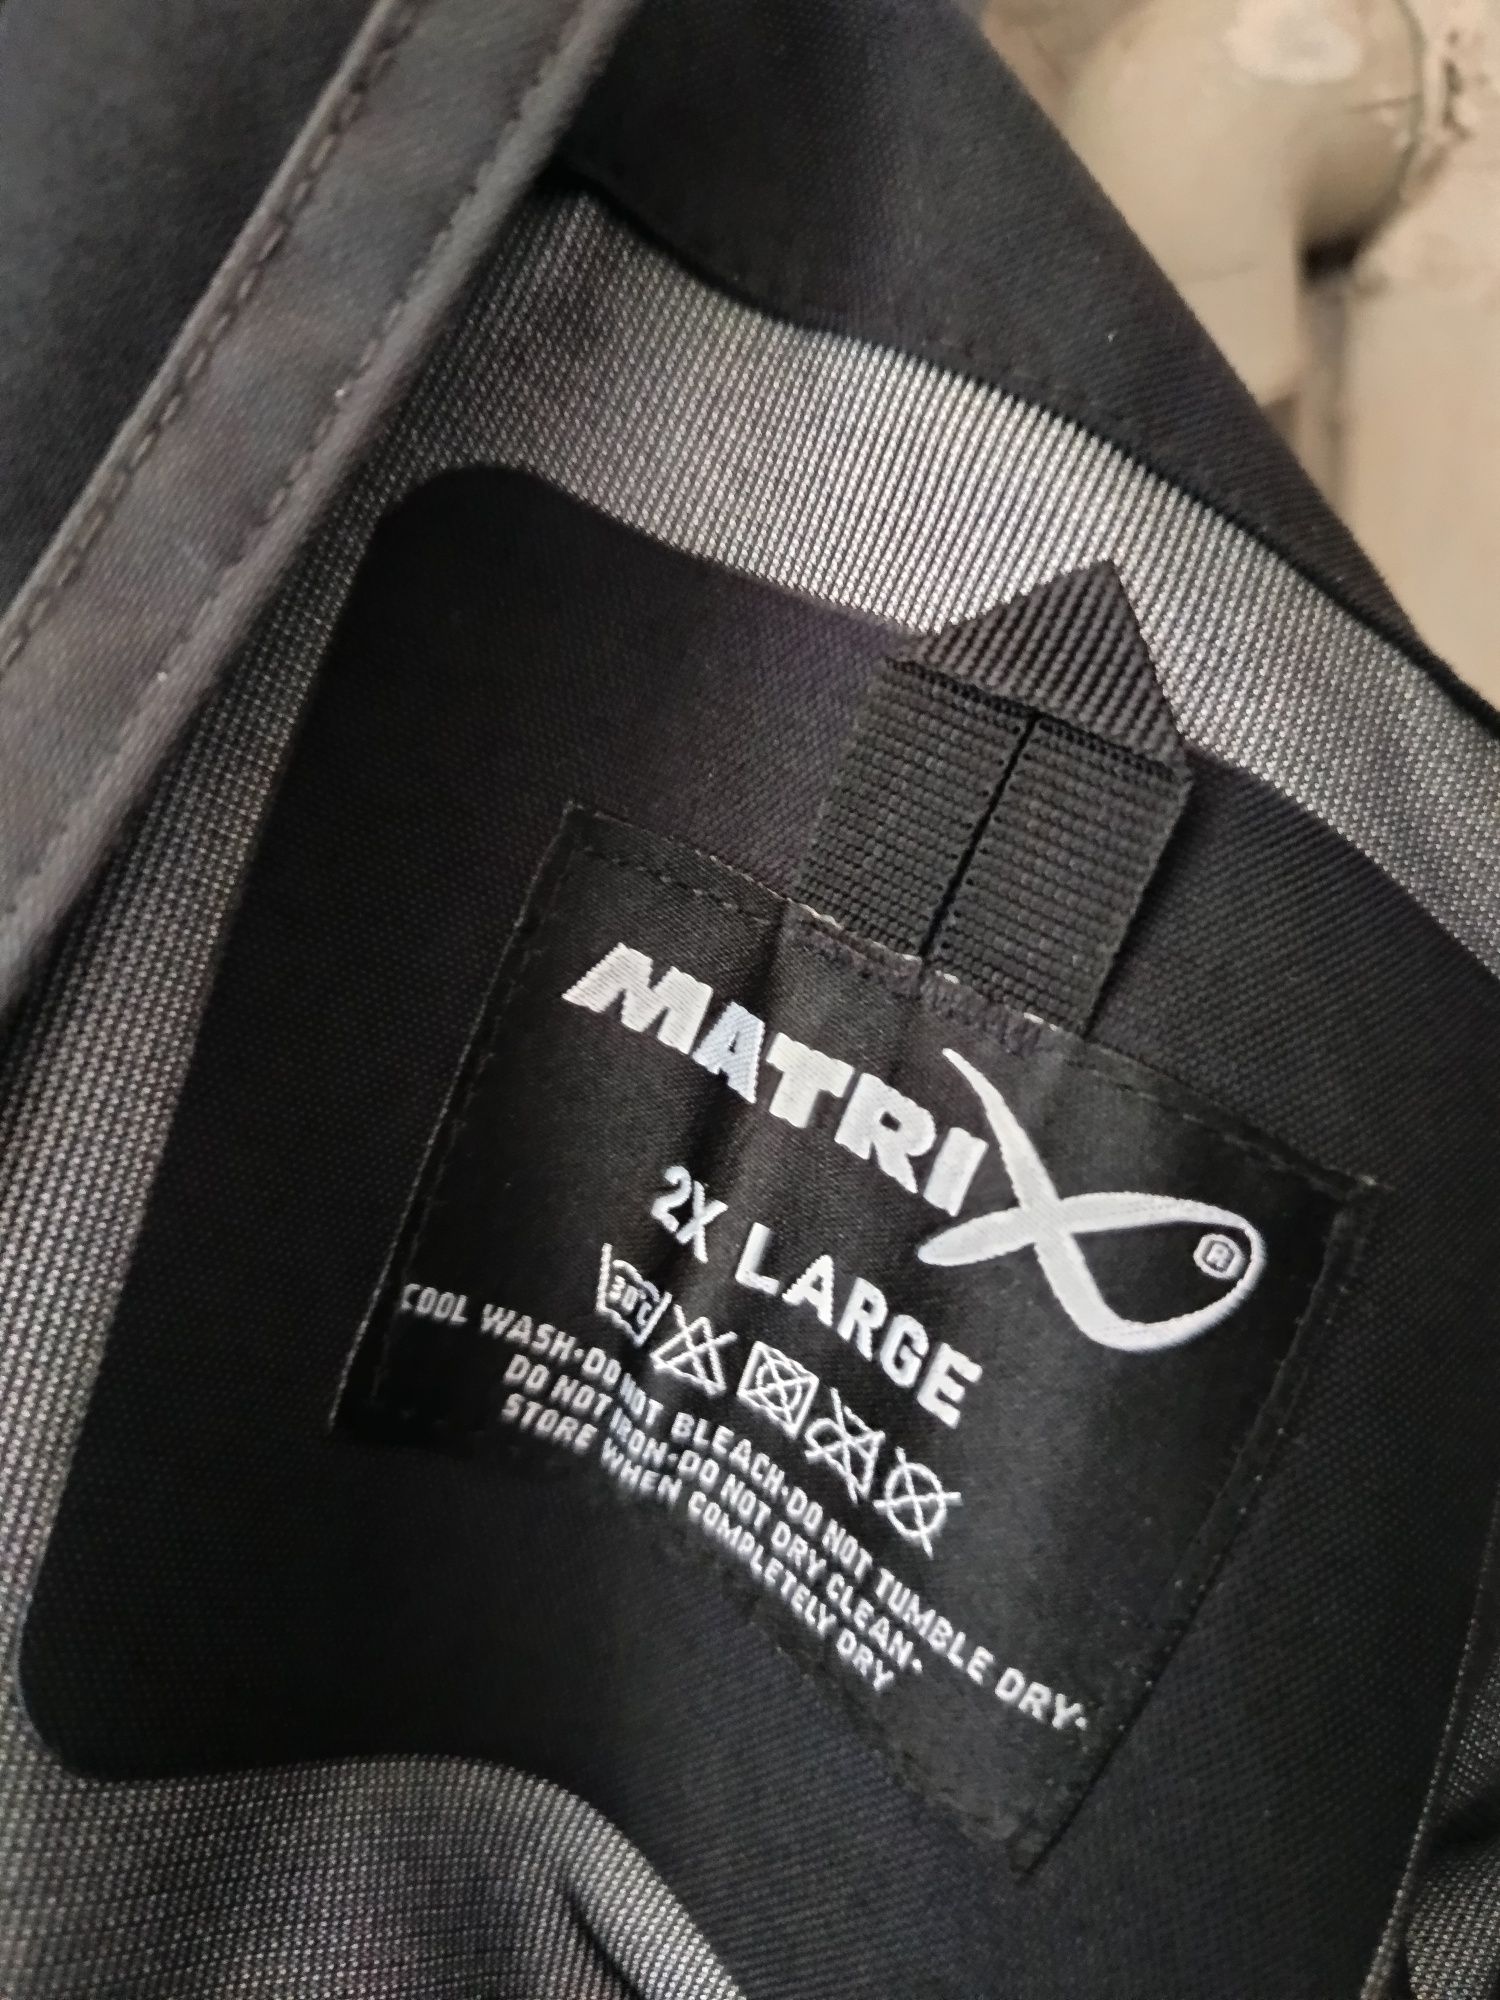 MATRIX®
2X LARGE
30°C
COOL WASH·DO NOT BLEACH·DO NOT TUMBLE DRY·
DO NOT IRON·DO NOT DRY CLEAN·
STORE WHEN COMPLETELY DRY